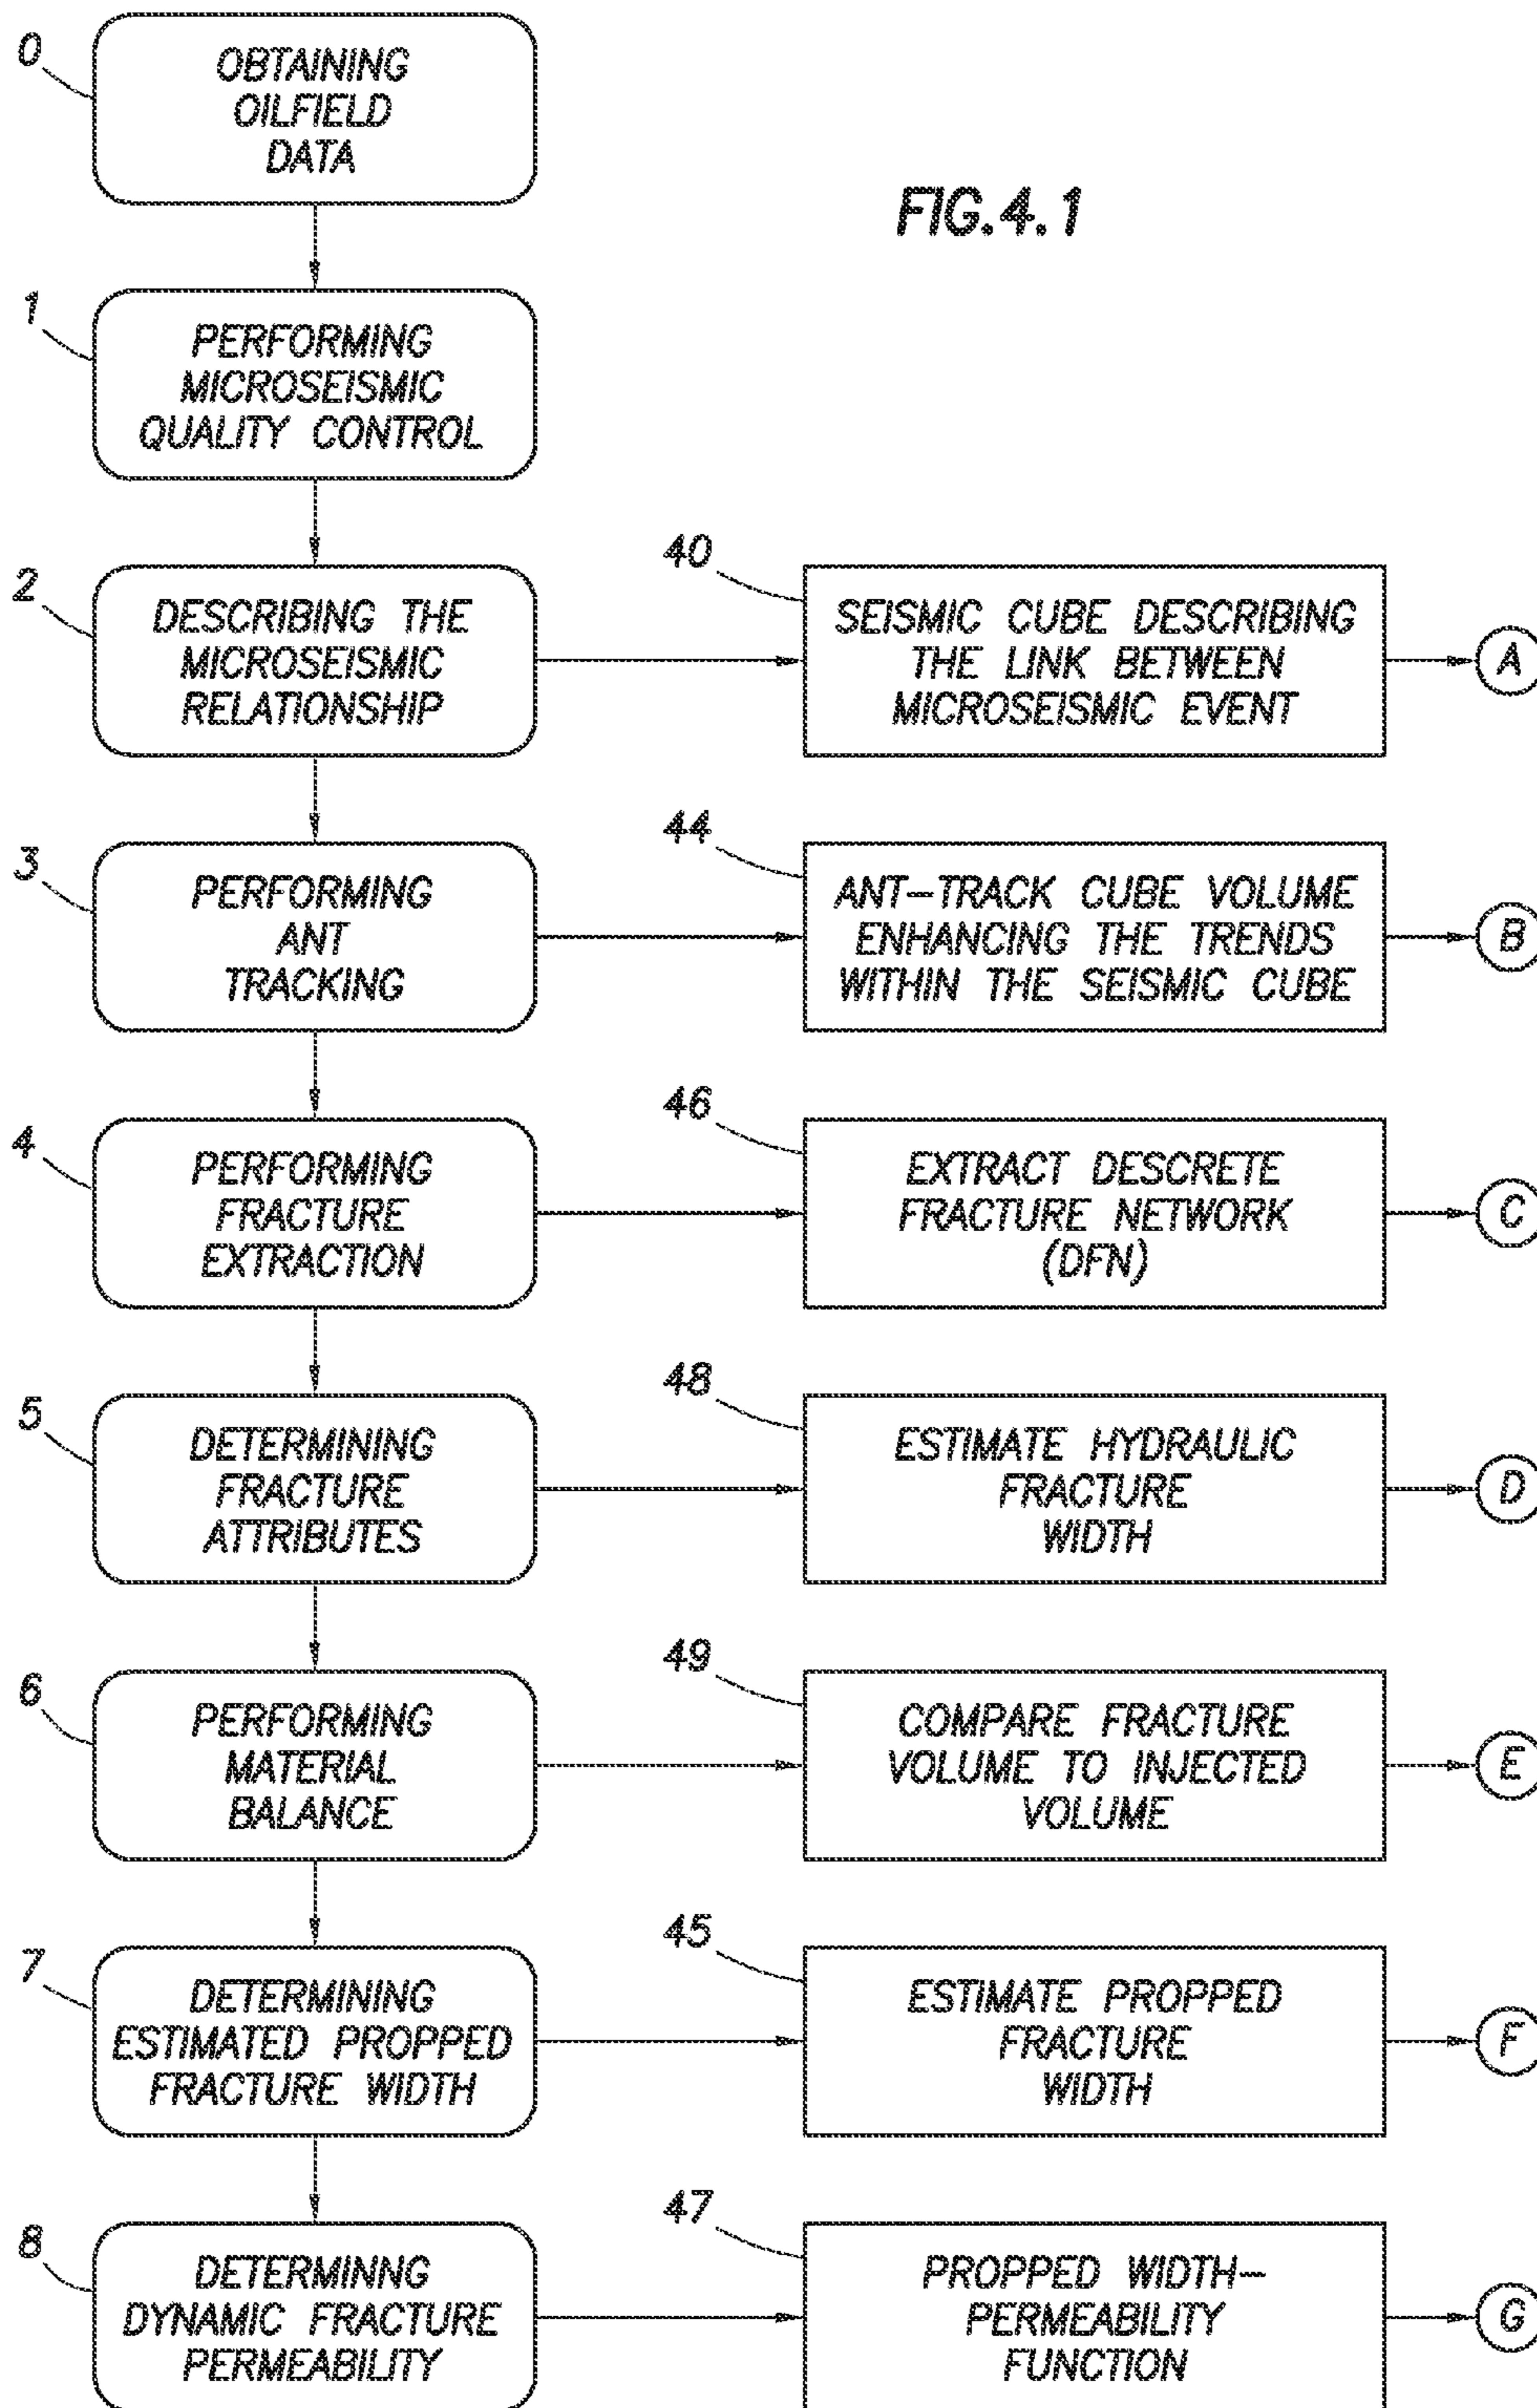 0
OBTAINING
OILFIELD
DATA
FIG.4.1
1
PERFORMING
MICROSEISMIC
QUALITY CONTROL
2
DESCRIBING THE
MICROSEISMIC
RELATIONSHIP
40
SEISMIC CUBE DESCRIBING
THE LINK BETWEEN
MICROSEISMIC EVENT
A
3
PERFORMING
ANT
TRACKING
44
ANT-TRACK CUBE VOLUME
ENHANCING THE TRENDS
WITHIN THE SEISMIC CUBE
B
4
PERFORMING
FRACTURE
EXTRACTION
46
EXTRACT DESCRETE
FRACTURE NETWORK
(DFN)
C
5
DETERMINING
FRACTURE
ATTRIBUTES
48
ESTIMATE HYDRAULIC
FRACTURE
WIDTH
D
6
PERFORMING
MATERIAL
BALANCE
49
COMPARE FRACTURE
VOLUME TO INJECTED
VOLUME
E
7
DETERMINING
ESTIMATED PROPPED
FRACTURE WIDTH
45
ESTIMATE PROPPED
FRACTURE
WIDTH
F
8
DETERMINNG
DYNAMIC FRACTURE
PERMEABILITY
47
PROPPED WIDTH-
PERMEABILITY
FUNCTION
G